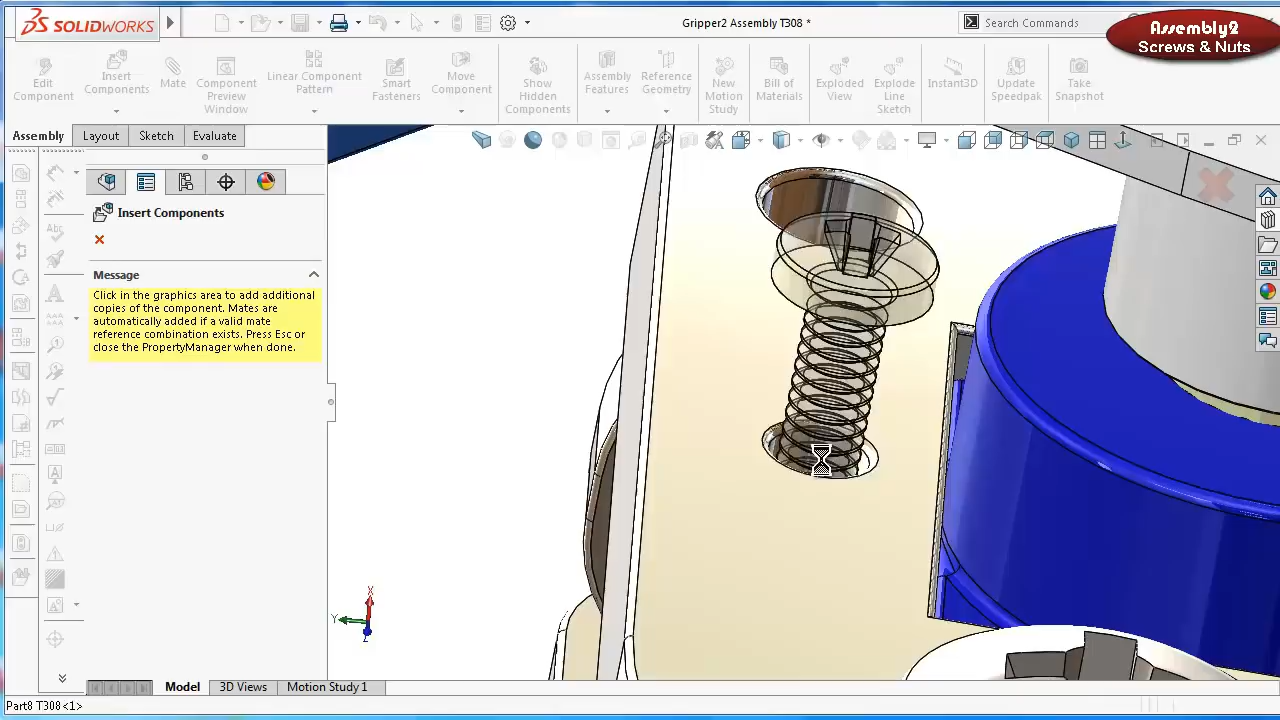 SOLIDWORKS
Gripper2 Assembly T308 *
Search Commands
Assembly2
Screws & Nuts
Edit Component
Insert Components
Mate
Component Preview Window
Linear Component Pattern
Smart Fasteners
Move Component
Show Hidden Components
Assembly Features
Reference Geometry
New Motion Study
Bill of Materials
Exploded View
Explode Line Sketch
Instant3D
Update Speedpak
Take Snapshot
Assembly
Layout
Sketch
Evaluate
Insert Components
Message
Click in the graphics area to add additional
copies of the component. Mates are
automatically added if a valid mate
reference combination exists. Press Esc or
close the PropertyManager when done.
X
Y
Z
Model
3D Views
Motion Study 1
Part8 T308<1>